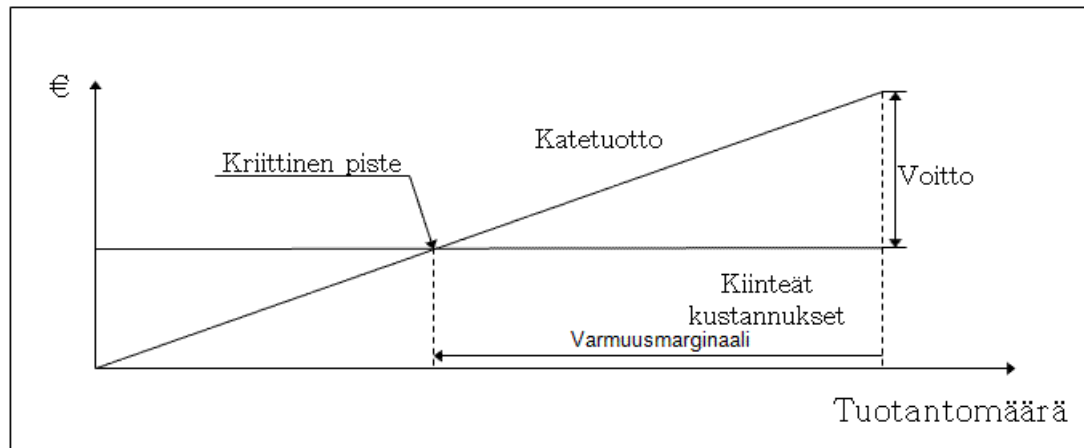 €
Katetuotto
Kriittinen piste
Voitto
Kiinteät
kustannukset
Varmuusmarginaali
Tuotantomäärä